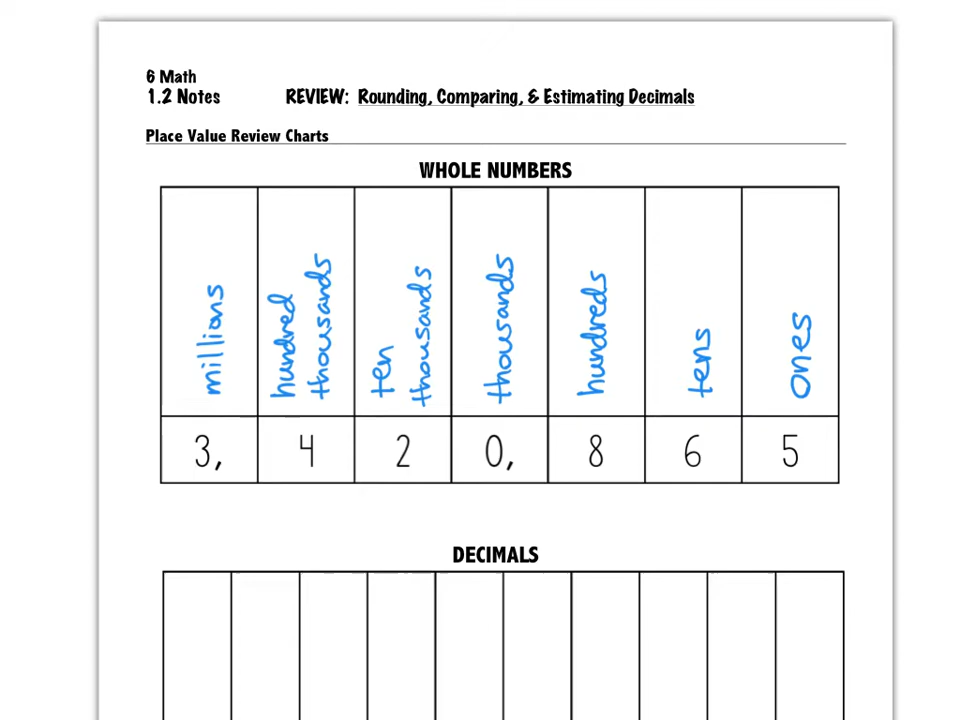 6 Math
1.2 Notes REVIEW: Rounding, Comparing, & Estimating Decimals
Place Value Review Charts
WHOLE NUMBERS
millions
hundred
thousands
ten
thousands
thousands
hundreds
tens
ones
3, 4 2 0, 8 6 5
DECIMALS